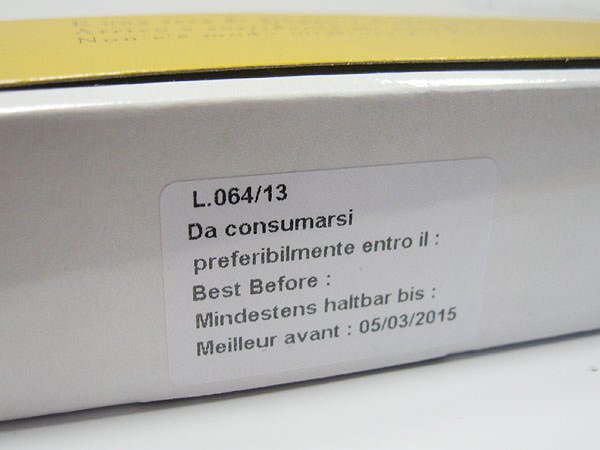 L.064/13
Da consumarsi
preferibilmente entro il :
Best Before :
Mindestens haltbar bis :
Meilleur avant : 05/03/2015